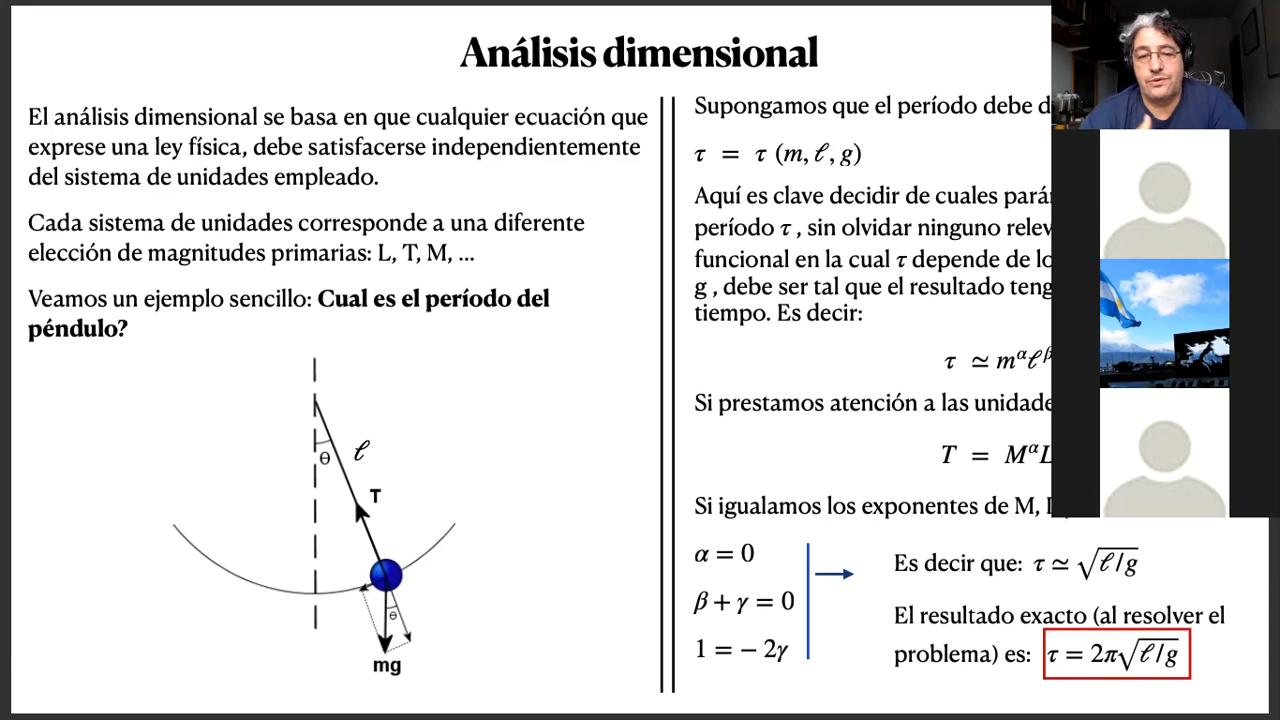 Análisis dimensional
El análisis dimensional se basa en que cualquier ecuación que
exprese una ley física, debe satisfacerse independientemente
del sistema de unidades empleado.
Cada sistema de unidades corresponde a una diferente
elección de magnitudes primarias: L, T, M, ...
Veamos un ejemplo sencillo: Cual es el período del
péndulo?
θ
ℓ
T
θ
mg
Supongamos que el período debe
τ = τ (m, ℓ, g)
Aquí es clave decidir de cuales
período τ , sin olvidar ninguno
funcional en la cual τ depende de
g , debe ser tal que el resultado
tiempo. Es decir:
τ ≃ m^α ℓ^β
Si prestamos atención a las
T = M^α L
Si igualamos los exponentes de M,
α = 0
β + γ = 0
1 = − 2γ
Es decir que: τ ≃ √ℓ/g
El resultado exacto (al resolver el
problema) es: τ = 2π√ℓ/g